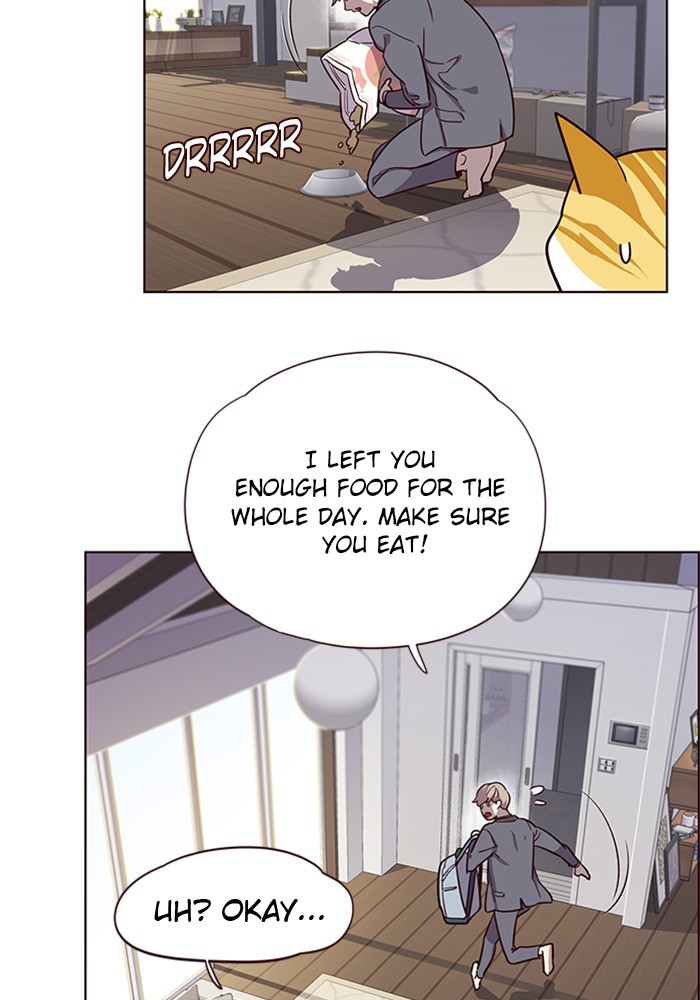 DRRRRR
I LEFT YOU
ENOUGH FOOD FOR THE
WHOLE DAY. MAKE SURE
YOU EAT!
UH? OKAY...